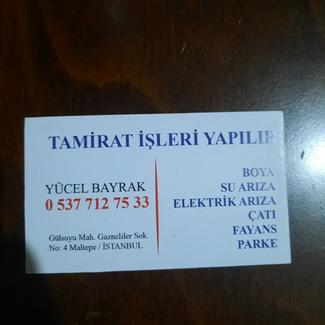 TAMİRAT İŞLERİ YAPILIR
YÜCEL BAYRAK
0 537 712 75 33
Gülsuyu Mah. Gazneliler Sok.
No: 4 Maltepe / İSTANBUL
BOYA
SU ARIZA
ELEKTRİK ARIZA
ÇATI
FAYANS
PARKE